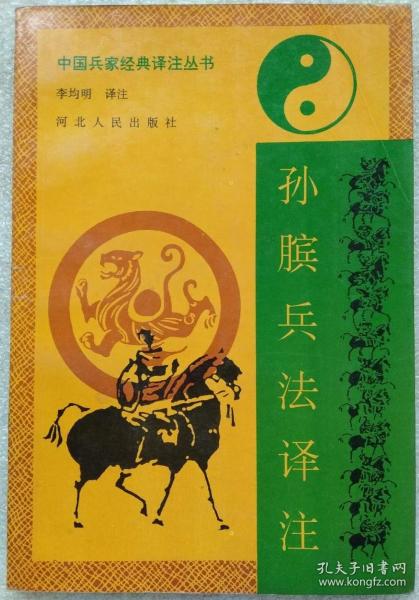 中国兵家经典译注丛书
李均明 译注
河北人民出版社
孙膑兵法译注
孔夫子旧书网
book.kongfz.com